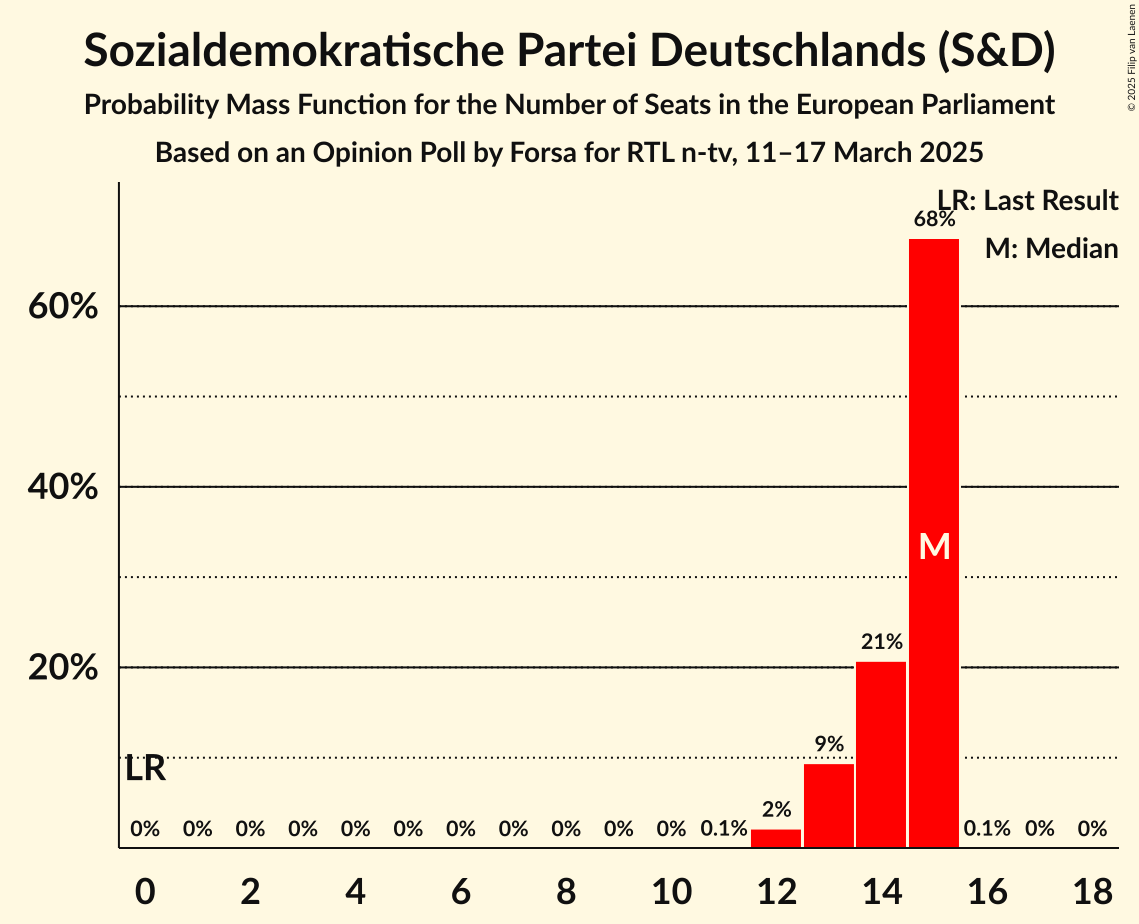 Sozialdemokratische Partei Deutschlands (S&D)
Probability Mass Function for the Number of Seats in the European Parliament
Based on an Opinion Poll by Forsa for RTL n-tv, 11–17 March 2025
© 2025 Filip van Laenen
LR: Last Result
M: Median
68%
60%
40%
M
21%
20%
9%
LR
2%
0% 0% 0% 0% 0% 0% 0% 0% 0% 0% 0% 0.1% 0.1% 0% 0%
0 2 4 6 8 10 12 14 16 18